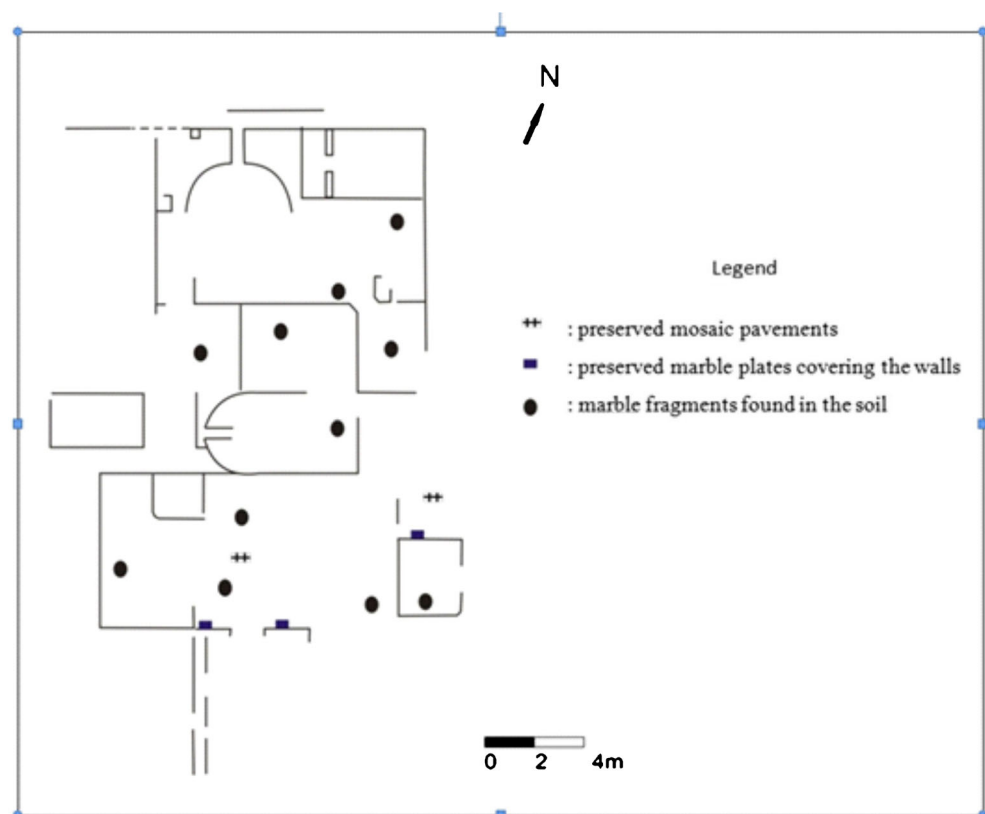 N
Legend
: preserved mosaic pavements
: preserved marble plates covering the walls
: marble fragments found in the soil
0 2 4m